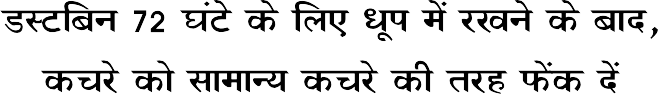 डस्टबिन 72 घंटे के लिए धूप में रखने के बाद,
कचरे को सामान्य कचरे की तरह फेंक दें